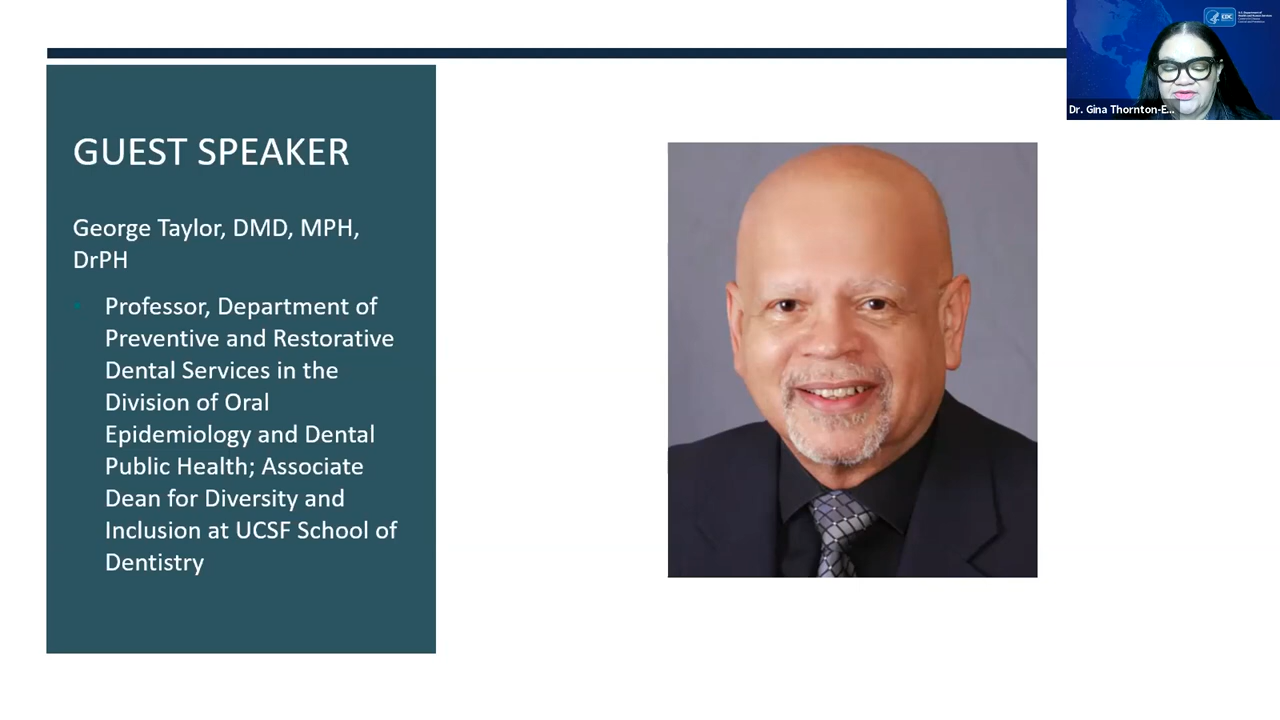 GUEST SPEAKER
George Taylor, DMD, MPH,
DrPH
• Professor, Department of
Preventive and Restorative
Dental Services in the
Division of Oral
Epidemiology and Dental
Public Health; Associate
Dean for Diversity and
Inclusion at UCSF School of
Dentistry
CDC
Dr. Gina Thornton-E...